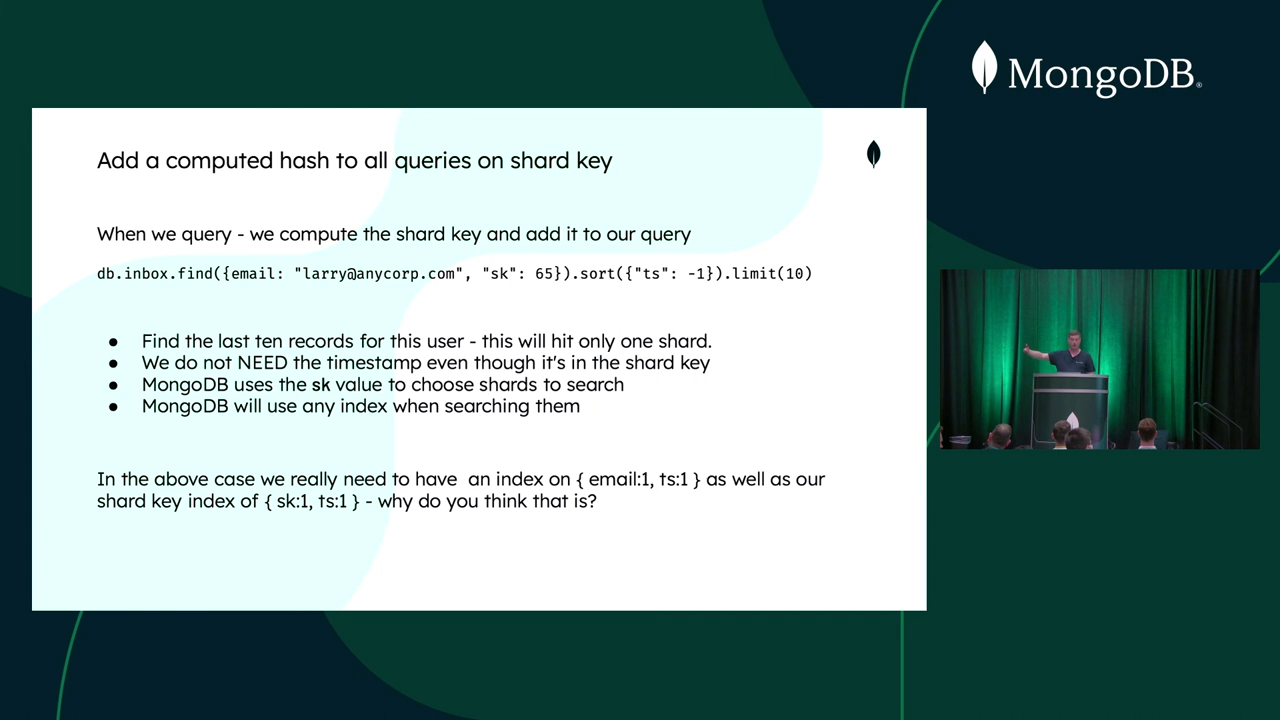 MongoDB®
Add a computed hash to all queries on shard key
When we query - we compute the shard key and add it to our query
db.inbox.find({email: "larry@anycorp.com", "sk": 65}).sort({"ts": -1}).limit(10)
● Find the last ten records for this user - this will hit only one shard.
● We do not NEED the timestamp even though it's in the shard key
● MongoDB uses the sk value to choose shards to search
● MongoDB will use any index when searching them
In the above case we really need to have an index on { email:1, ts:1 } as well as our
shard key index of { sk:1, ts:1 } - why do you think that is?